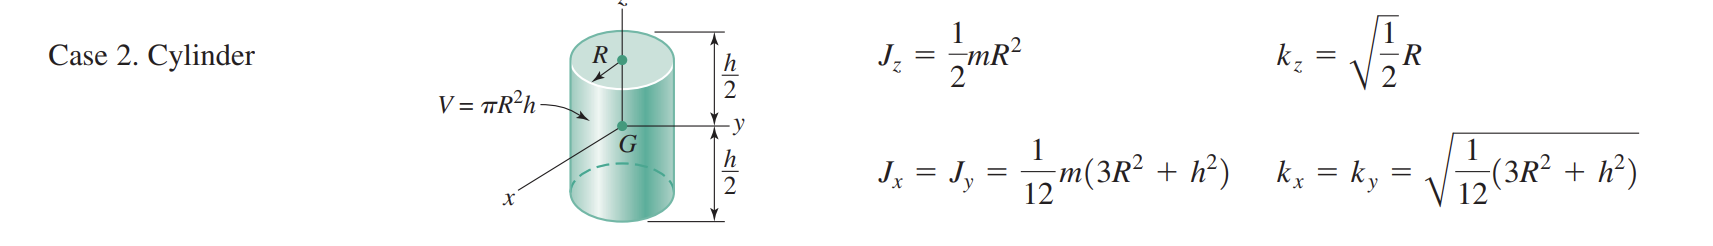 z
Case 2. Cylinder
R
h/2
J_z = 1/2 mR²
k_z = √(1/2) R
V = πR²h
y
G
h/2
J_x = J_y = 1/12 m(3R² + h²)
k_x = k_y = √(1/12 (3R² + h²))
x